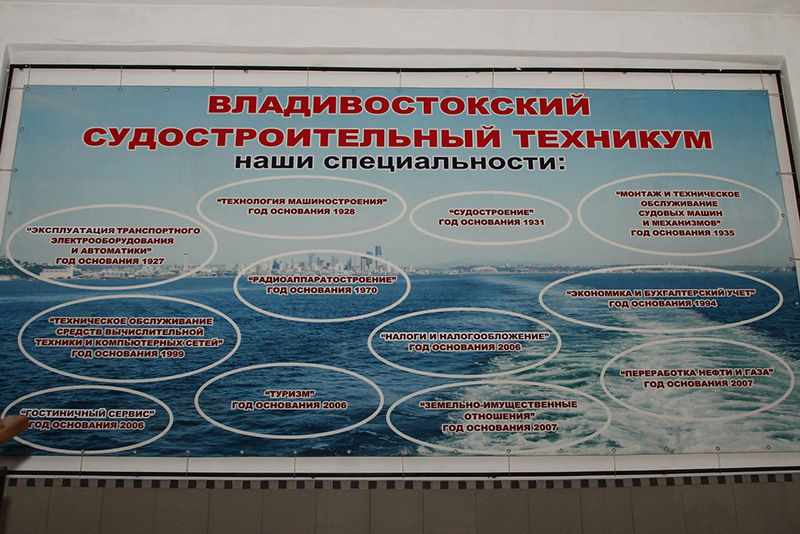 ВЛАДИВОСТОКСКИЙ
СУДОСТРОИТЕЛЬНЫЙ ТЕХНИКУМ
наши специальности:
"ЭКСПЛУАТАЦИЯ ТРАНСПОРТНОГО
ЭЛЕКТРООБОРУДОВАНИЯ
И АВТОМАТИКИ"
ГОД ОСНОВАНИЯ 1927
"ТЕХНОЛОГИЯ МАШИНОСТРОЕНИЯ"
ГОД ОСНОВАНИЯ 1928
"СУДОСТРОЕНИЕ"
ГОД ОСНОВАНИЯ 1931
"МОНТАЖ И ТЕХНИЧЕСКОЕ
ОБСЛУЖИВАНИЕ
СУДОВЫХ МАШИН
И МЕХАНИЗМОВ"
ГОД ОСНОВАНИЯ 1935
"РАДИОАППАРАТОСТРОЕНИЕ"
ГОД ОСНОВАНИЯ 1970
"ЭКОНОМИКА И БУХГАЛТЕРСКИЙ УЧЕТ"
ГОД ОСНОВАНИЯ 1994
"ТЕХНИЧЕСКОЕ ОБСЛУЖИВАНИЕ
СРЕДСТВ ВЫЧИСЛИТЕЛЬНОЙ
ТЕХНИКИ И КОМПЬЮТЕРНЫХ СЕТЕЙ"
ГОД ОСНОВАНИЯ 1999
"НАЛОГИ И НАЛОГООБЛОЖЕНИЕ"
ГОД ОСНОВАНИЯ 2006
"ПЕРЕРАБОТКА НЕФТИ И ГАЗА"
ГОД ОСНОВАНИЯ 2007
"ГОСТИНИЧНЫЙ СЕРВИС"
ГОД ОСНОВАНИЯ 2006
"ТУРИЗМ"
ГОД ОСНОВАНИЯ 2006
"ЗЕМЕЛЬНО-ИМУЩЕСТВЕННЫЕ
ОТНОШЕНИЯ"
ГОД ОСНОВАНИЯ 2007